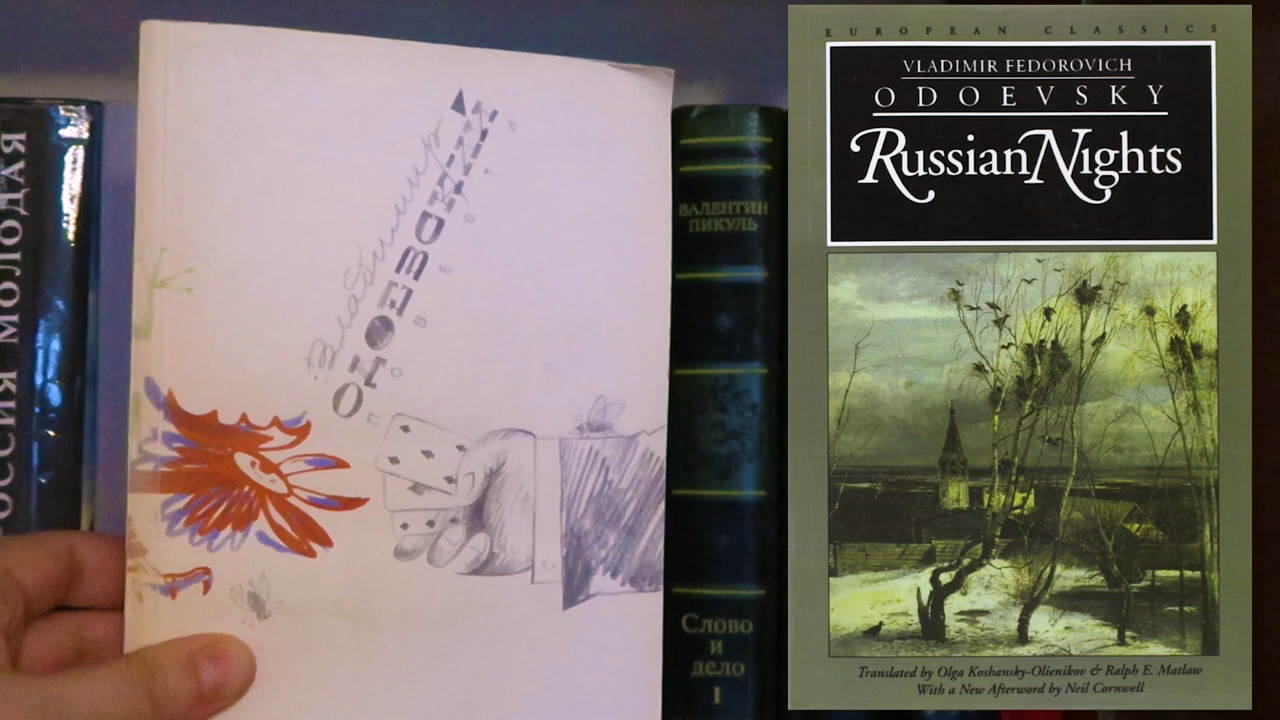 РОССИЯ МОЛОДАЯ
Владимир
ОДОЕВСКИЙ
ПОВЕСТИ
ВАЛЕНТИН
ПИКУЛЬ
Слово
и
дело
I
EUROPEAN CLASSICS
VLADIMIR FEDOROVICH
ODOEVSKY
Russian Nights
Translated by Olga Koshansky-Olienikov & Ralph E. Matlaw
With a New Afterword by Neil Cornwell